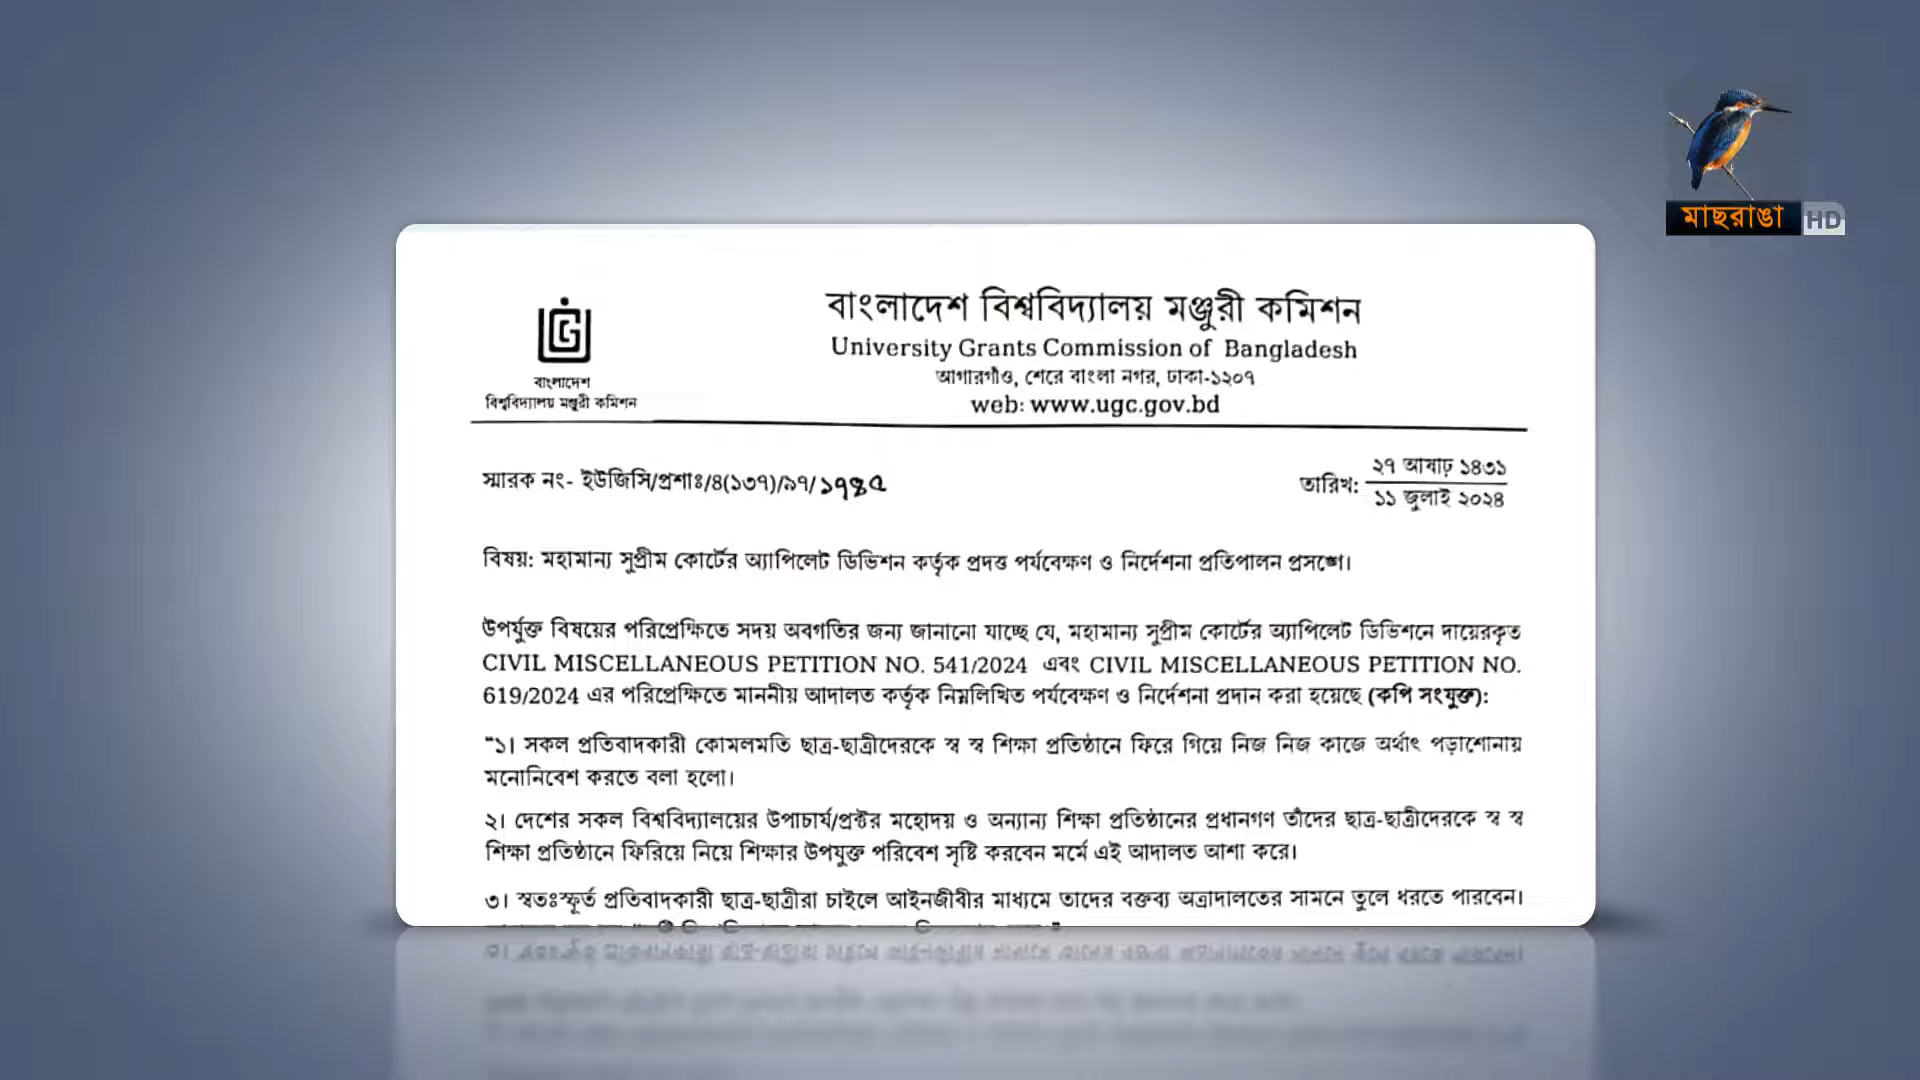 মাছরাঙা HD
বাংলাদেশ
বিশ্ববিদ্যালয় মঞ্জুরী কমিশন
বাংলাদেশ বিশ্ববিদ্যালয় মঞ্জুরী কমিশন
University Grants Commission of Bangladesh
আগারগাঁও, শেরে বাংলা নগর, ঢাকা-১২০৭
web: www.ugc.gov.bd
স্মারক নং- ইউজিসি/প্রশাঃ/৪(১৩৭)/৯৭/১৭৪৫
তারিখ: ২৭ আষাঢ় ১৪৩১
১১ জুলাই ২০২৪
বিষয়: মহামান্য সুপ্রীম কোর্টের অ্যাপিলেট ডিভিশন কর্তৃক প্রদত্ত পর্যবেক্ষণ ও নির্দেশনা প্রতিপালন প্রসঙ্গে।
উপর্যুক্ত বিষয়ের পরিপ্রেক্ষিতে সদয় অবগতির জন্য জানানো যাচ্ছে যে, মহামান্য সুপ্রীম কোর্টের অ্যাপিলেট ডিভিশনে দায়েরকৃত
CIVIL MISCELLANEOUS PETITION NO. 541/2024 এবং CIVIL MISCELLANEOUS PETITION NO.
619/2024 এর পরিপ্রেক্ষিতে মাননীয় আদালত কর্তৃক নিম্নলিখিত পর্যবেক্ষণ ও নির্দেশনা প্রদান করা হয়েছে (কপি সংযুক্ত):
"১। সকল প্রতিবাদকারী কোমলমতি ছাত্র-ছাত্রীদেরকে স্ব স্ব শিক্ষা প্রতিষ্ঠানে ফিরে গিয়ে নিজ নিজ কাজে অর্থাৎ পড়াশোনায়
মনোনিবেশ করতে বলা হলো।
২। দেশের সকল বিশ্ববিদ্যালয়ের উপাচার্য/প্রক্টর মহোদয় ও অন্যান্য শিক্ষা প্রতিষ্ঠানের প্রধানগণ তাঁদের ছাত্র-ছাত্রীদেরকে স্ব স্ব
শিক্ষা প্রতিষ্ঠানে ফিরিয়ে নিয়ে শিক্ষার উপযুক্ত পরিবেশ সৃষ্টি করবেন মর্মে এই আদালত আশা করে।
৩। স্বতঃস্ফূর্ত প্রতিবাদকারী ছাত্র-ছাত্রীরা চাইলে আইনজীবীর মাধ্যমে তাদের বক্তব্য অত্রাদালতের সামনে তুলে ধরতে পারবেন।